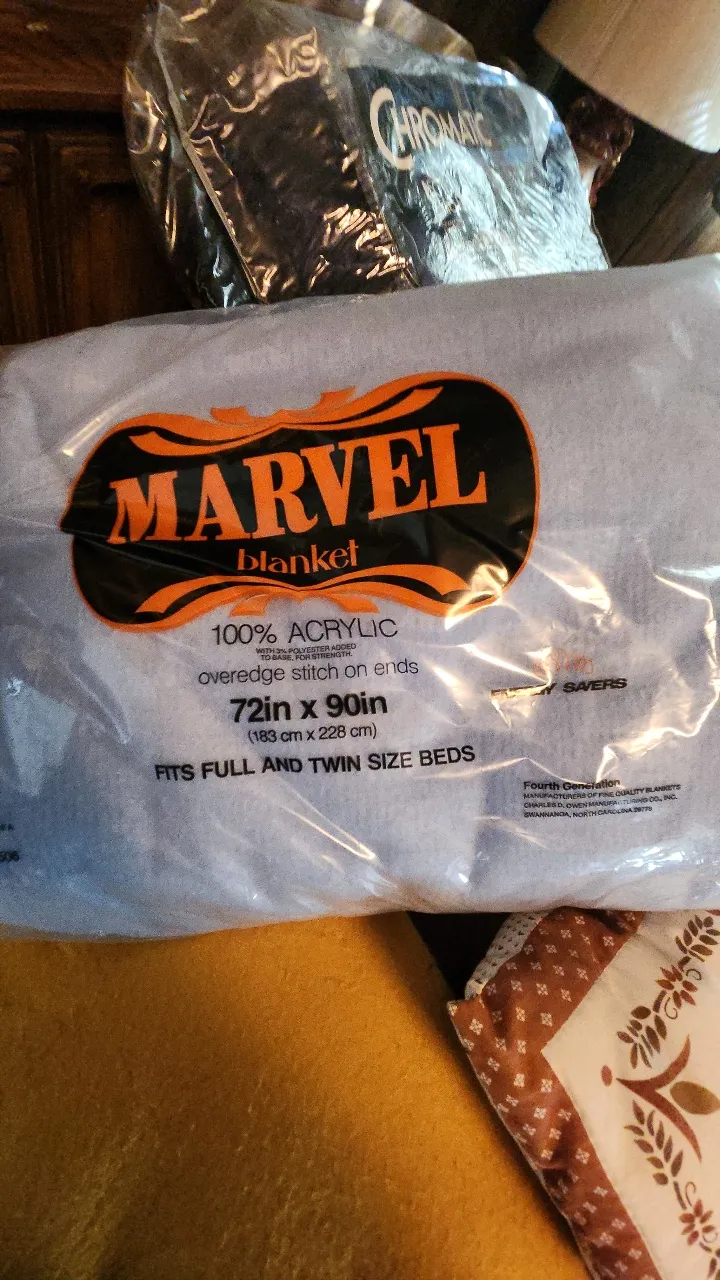 CHROMATIC
MARVEL
blanket
100% ACRYLIC
WITH 3% POLYESTER ADDED
TO BASE, FOR STRENGTH.
overedge stitch on ends
72in x 90in
(183 cm x 228 cm)
FITS FULL AND TWIN SIZE BEDS
SAVERS
Fourth Generation
MANUFACTURERS OF FINE QUALITY BLANKETS
CHARLES D. OWEN MANUFACTURING CO., INC.
SWANNANOA, NORTH CAROLINA 28778